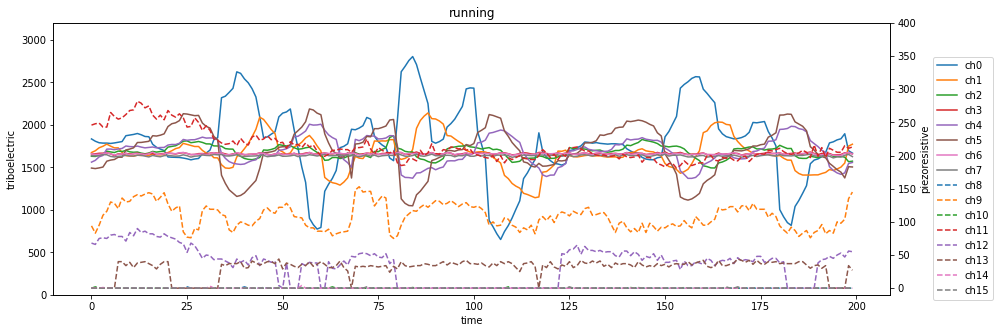 running
triboelectric
3000
2500
2000
1500
1000
500
0
0
25
50
75
100
125
150
175
200
time
400
350
300
250
200
150
100
50
0
piezoresistive
ch0
ch1
ch2
ch3
ch4
ch5
ch6
ch7
ch8
ch9
ch10
ch11
ch12
ch13
ch14
ch15